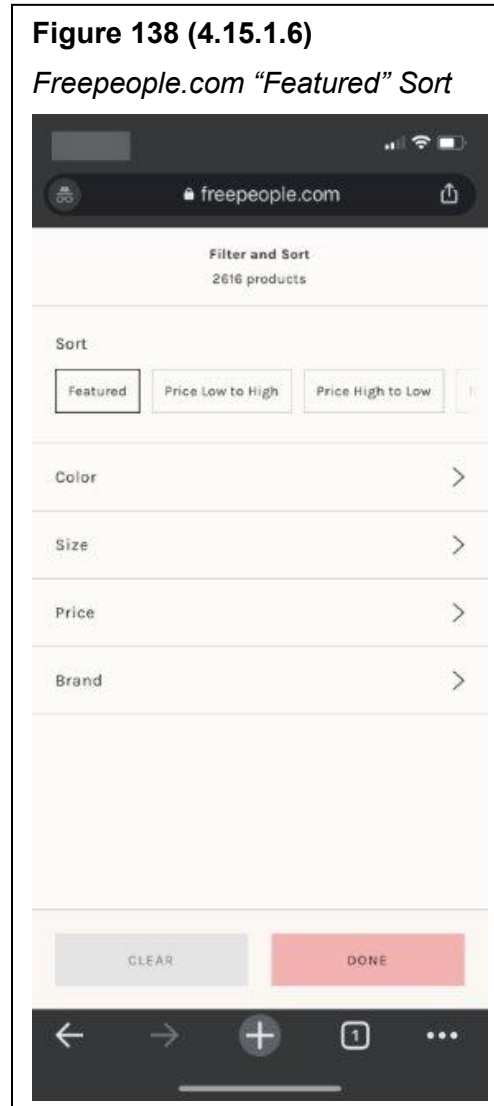 Figure 138 (4.15.1.6)
Freepeople.com “Featured” Sort
freepeople.com
Filter and Sort
2616 products
Sort
Featured
Price Low to High
Price High to Low
Color
Size
Price
Brand
CLEAR
DONE
1